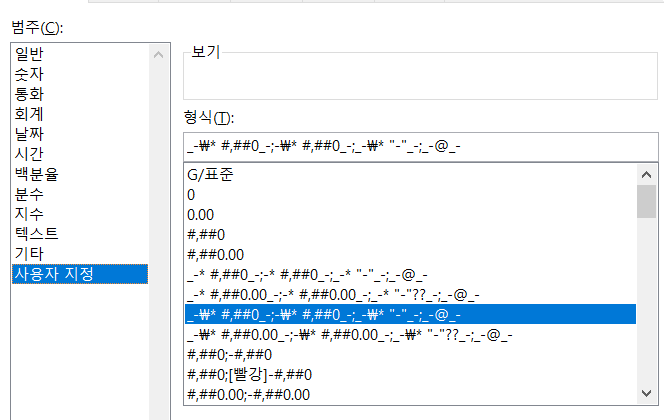 범주(C):
일반
숫자
통화
회계
날짜
시간
백분율
분수
지수
텍스트
기타
사용자 지정
보기
형식(T):
_-₩* #,##0_-;-₩* #,##0_-;_-₩* "-"_-;_-@_-
G/표준
0
0.00
#,##0
#,##0.00
_-* #,##0_-;-* #,##0_-;_-* "-"_-;_-@_-
_-* #,##0.00_-;-* #,##0.00_-;_-* "-"??_-;_-@_-
_-₩* #,##0_-;-₩* #,##0_-;_-₩* "-"_-;_-@_-
_-₩* #,##0.00_-;-₩* #,##0.00_-;_-₩* "-"??_-;_-@_-
#,##0;-#,##0
#,##0;[빨강]-#,##0
#,##0.00;-#,##0.00